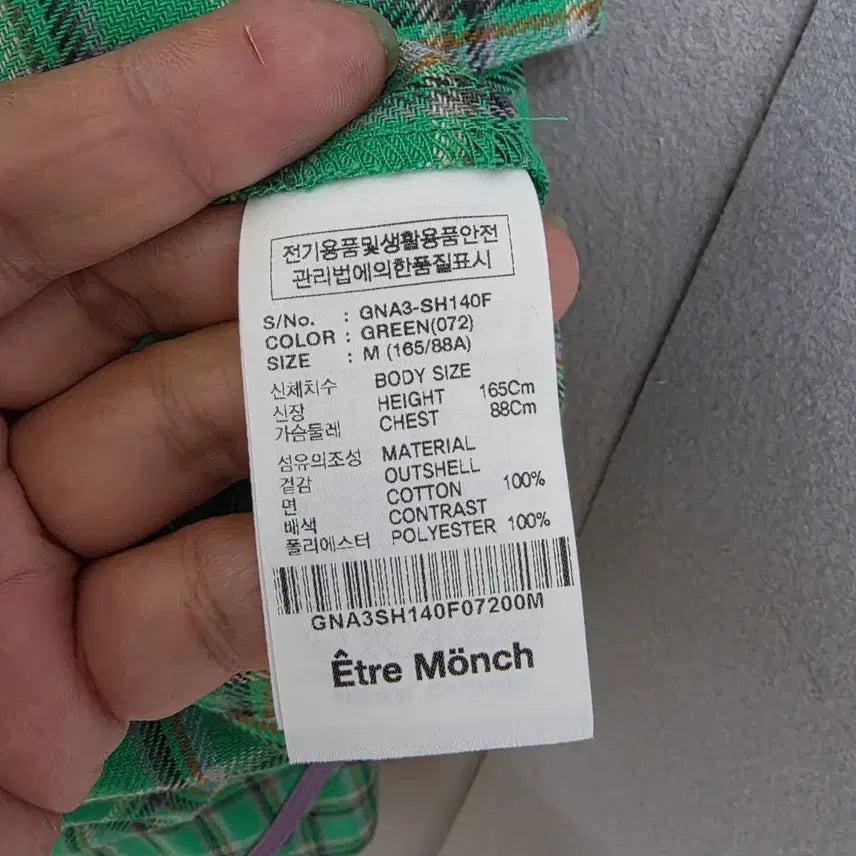 전기용품및생활용품안전
관리법에의한품질표시
S/No. : GNA3-SH140F
COLOR : GREEN(072)
SIZE : M (165/88A)
신체치수 BODY SIZE
신장 HEIGHT 165Cm
가슴둘레 CHEST 88Cm
섬유의조성 MATERIAL
겉감 OUTSHELL
면 COTTON 100%
배색 CONTRAST
폴리에스터 POLYESTER 100%
GNA3SH140F07200M
Être Mönch